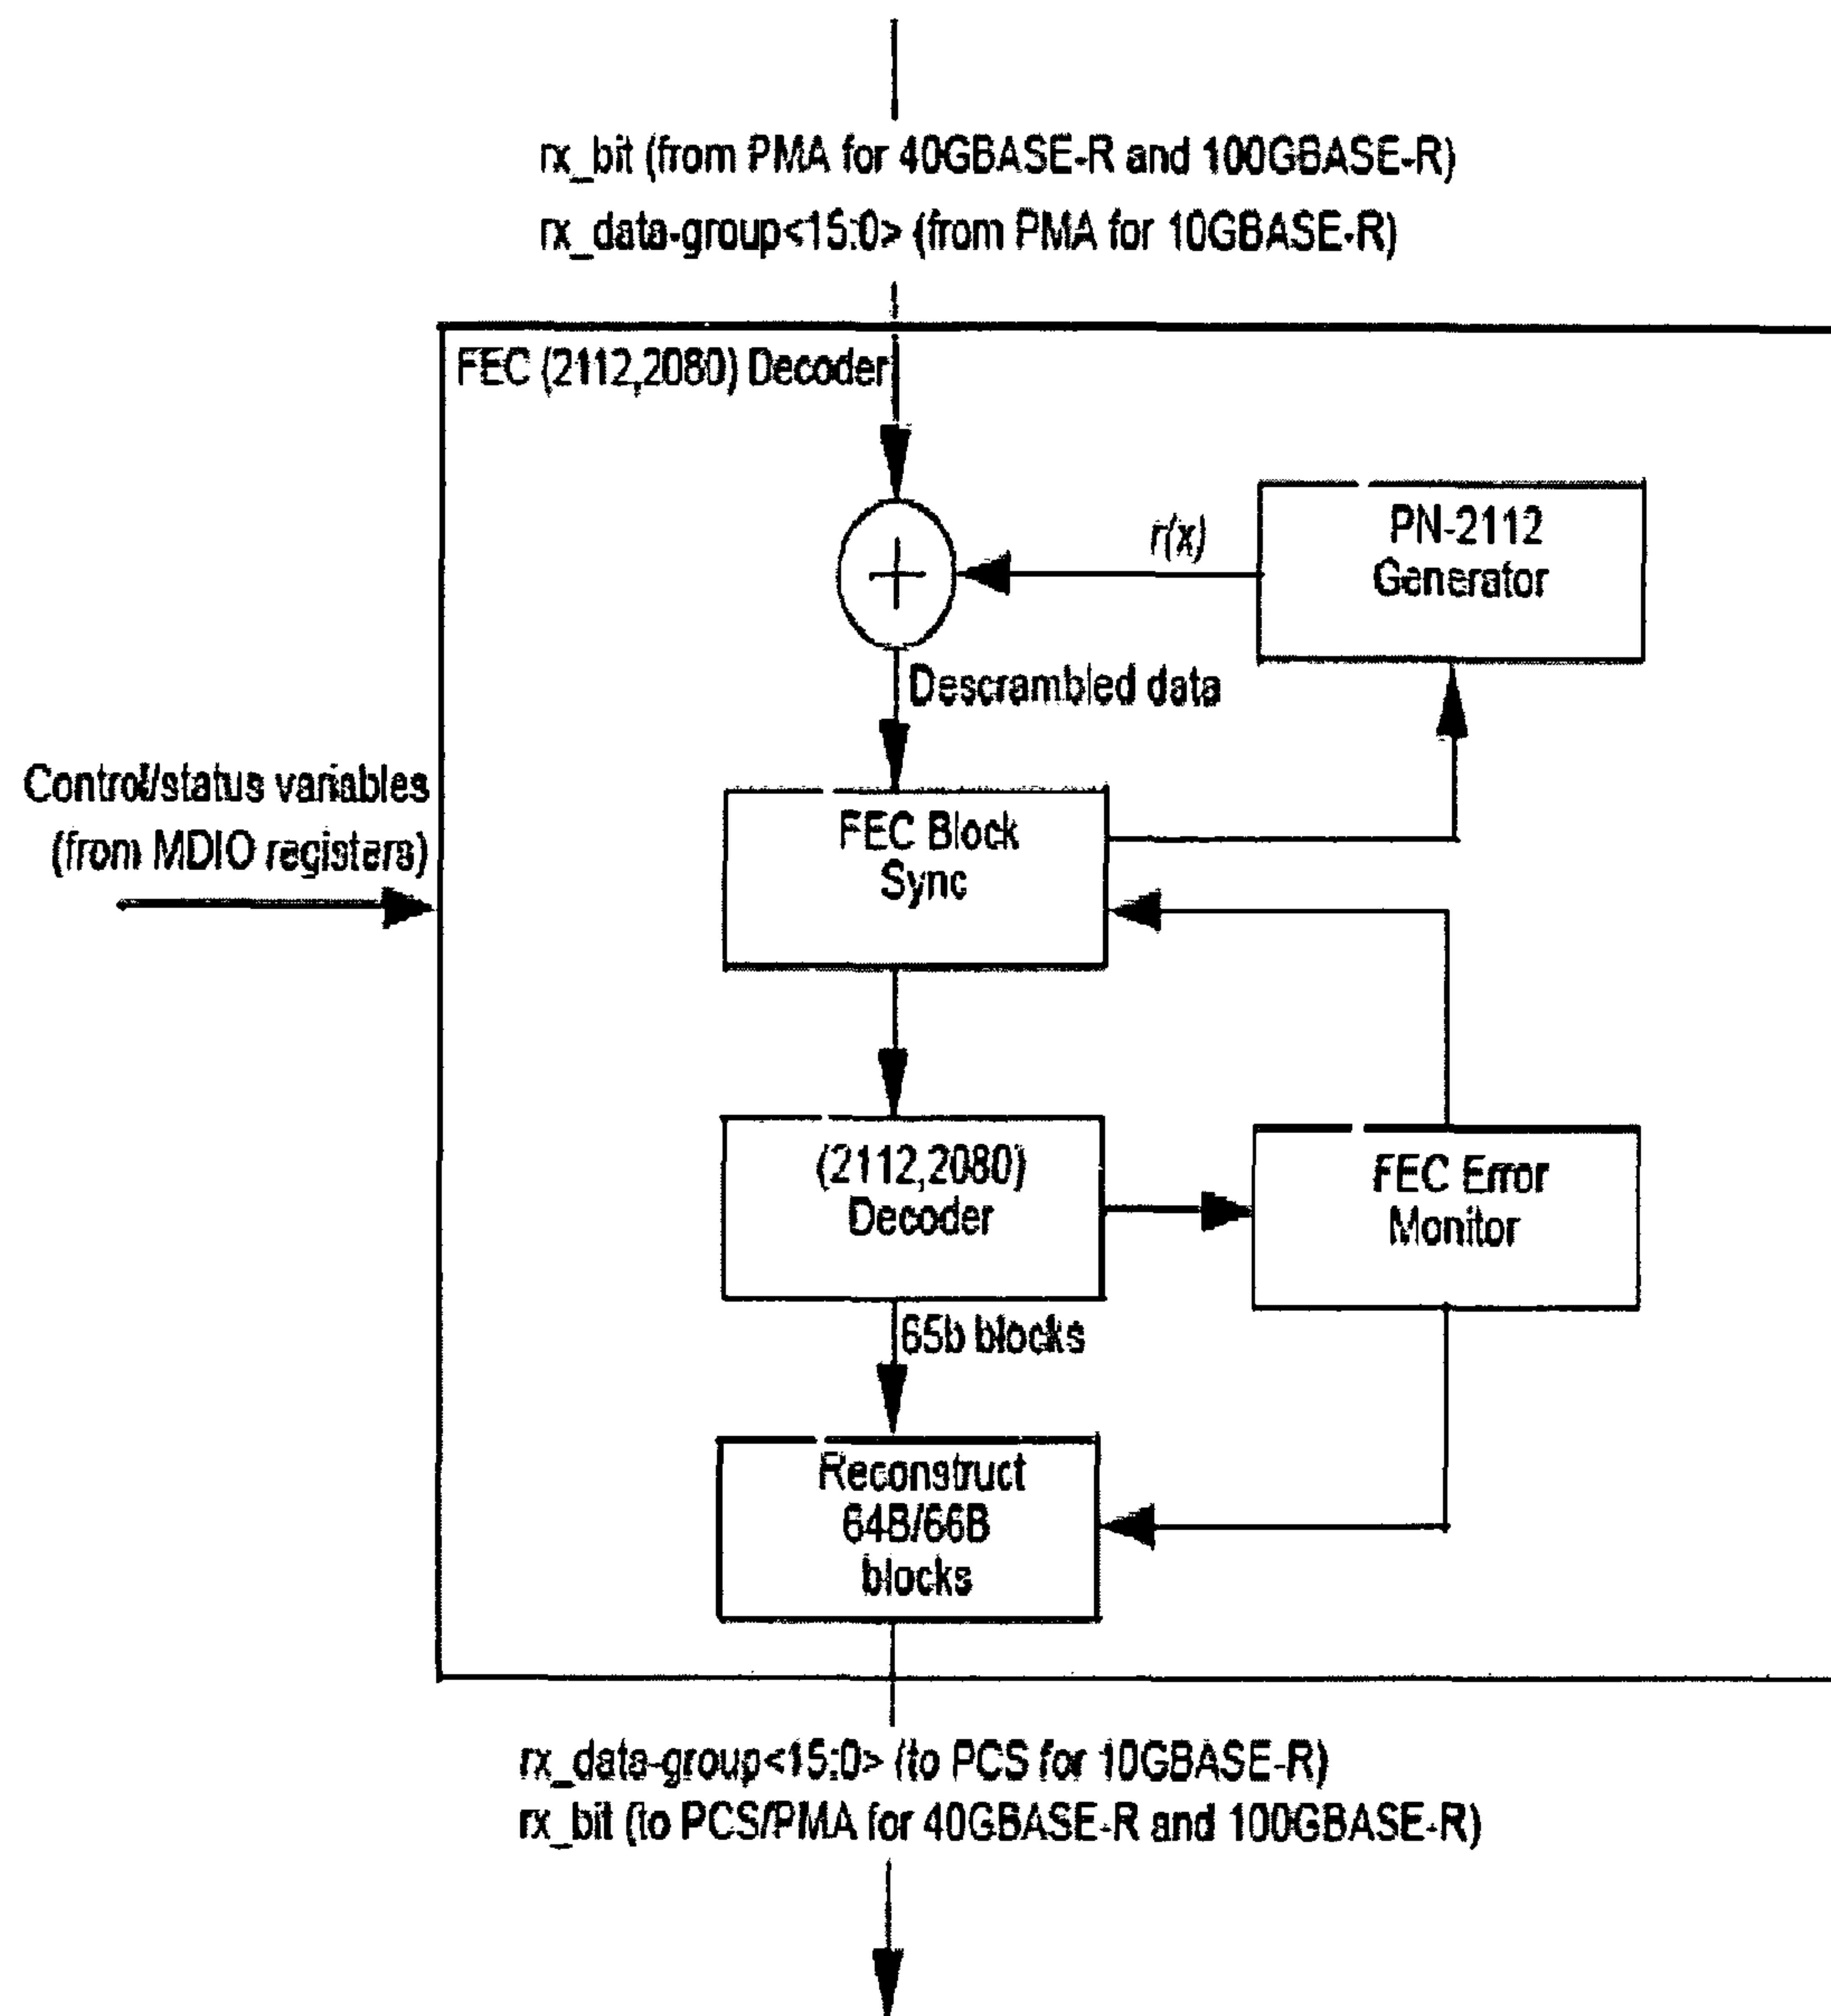 rx_bit (from PMA for 40GBASE-R and 100GBASE-R)
rx_data-group<15:0> (from PMA for 10GBASE-R)
FEC (2112,2080) Decoder
r(x)
PN-2112
Generator
Descrambled data
Control/status variables
(from MDIO registers)
FEC Block
Sync
(2112,2080)
Decoder
FEC Error
Monitor
65b blocks
Reconstruct
64B/66B
blocks
rx_data-group<15:0> (to PCS for 10GBASE-R)
rx_bit (to PCS/PMA for 40GBASE-R and 100GBASE-R)